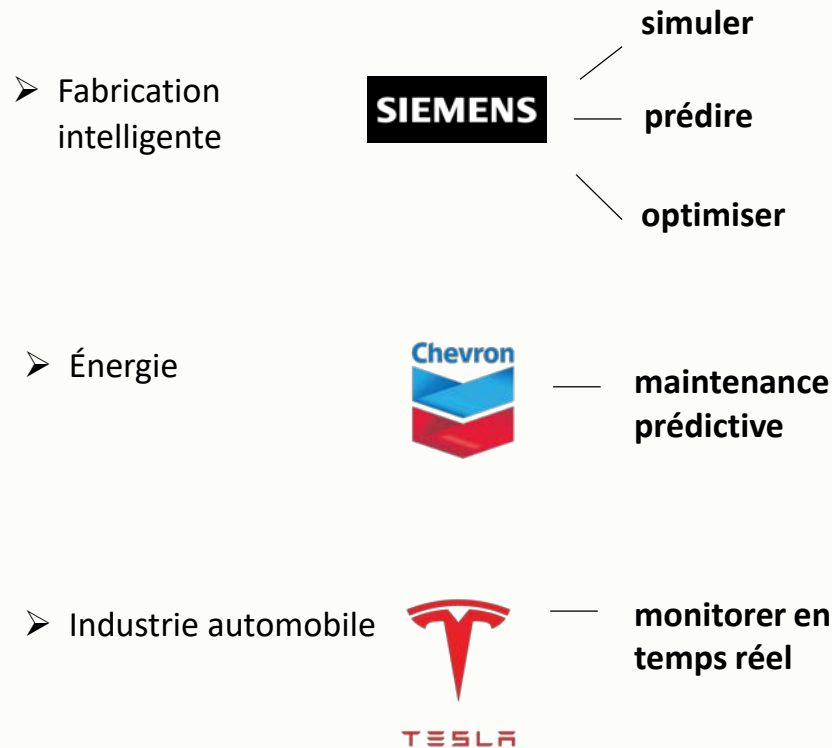 simuler
➢ Fabrication
intelligente
SIEMENS
prédire
optimiser
➢ Énergie
Chevron
maintenance
prédictive
➢ Industrie automobile
monitorer en
temps réel
TESLA